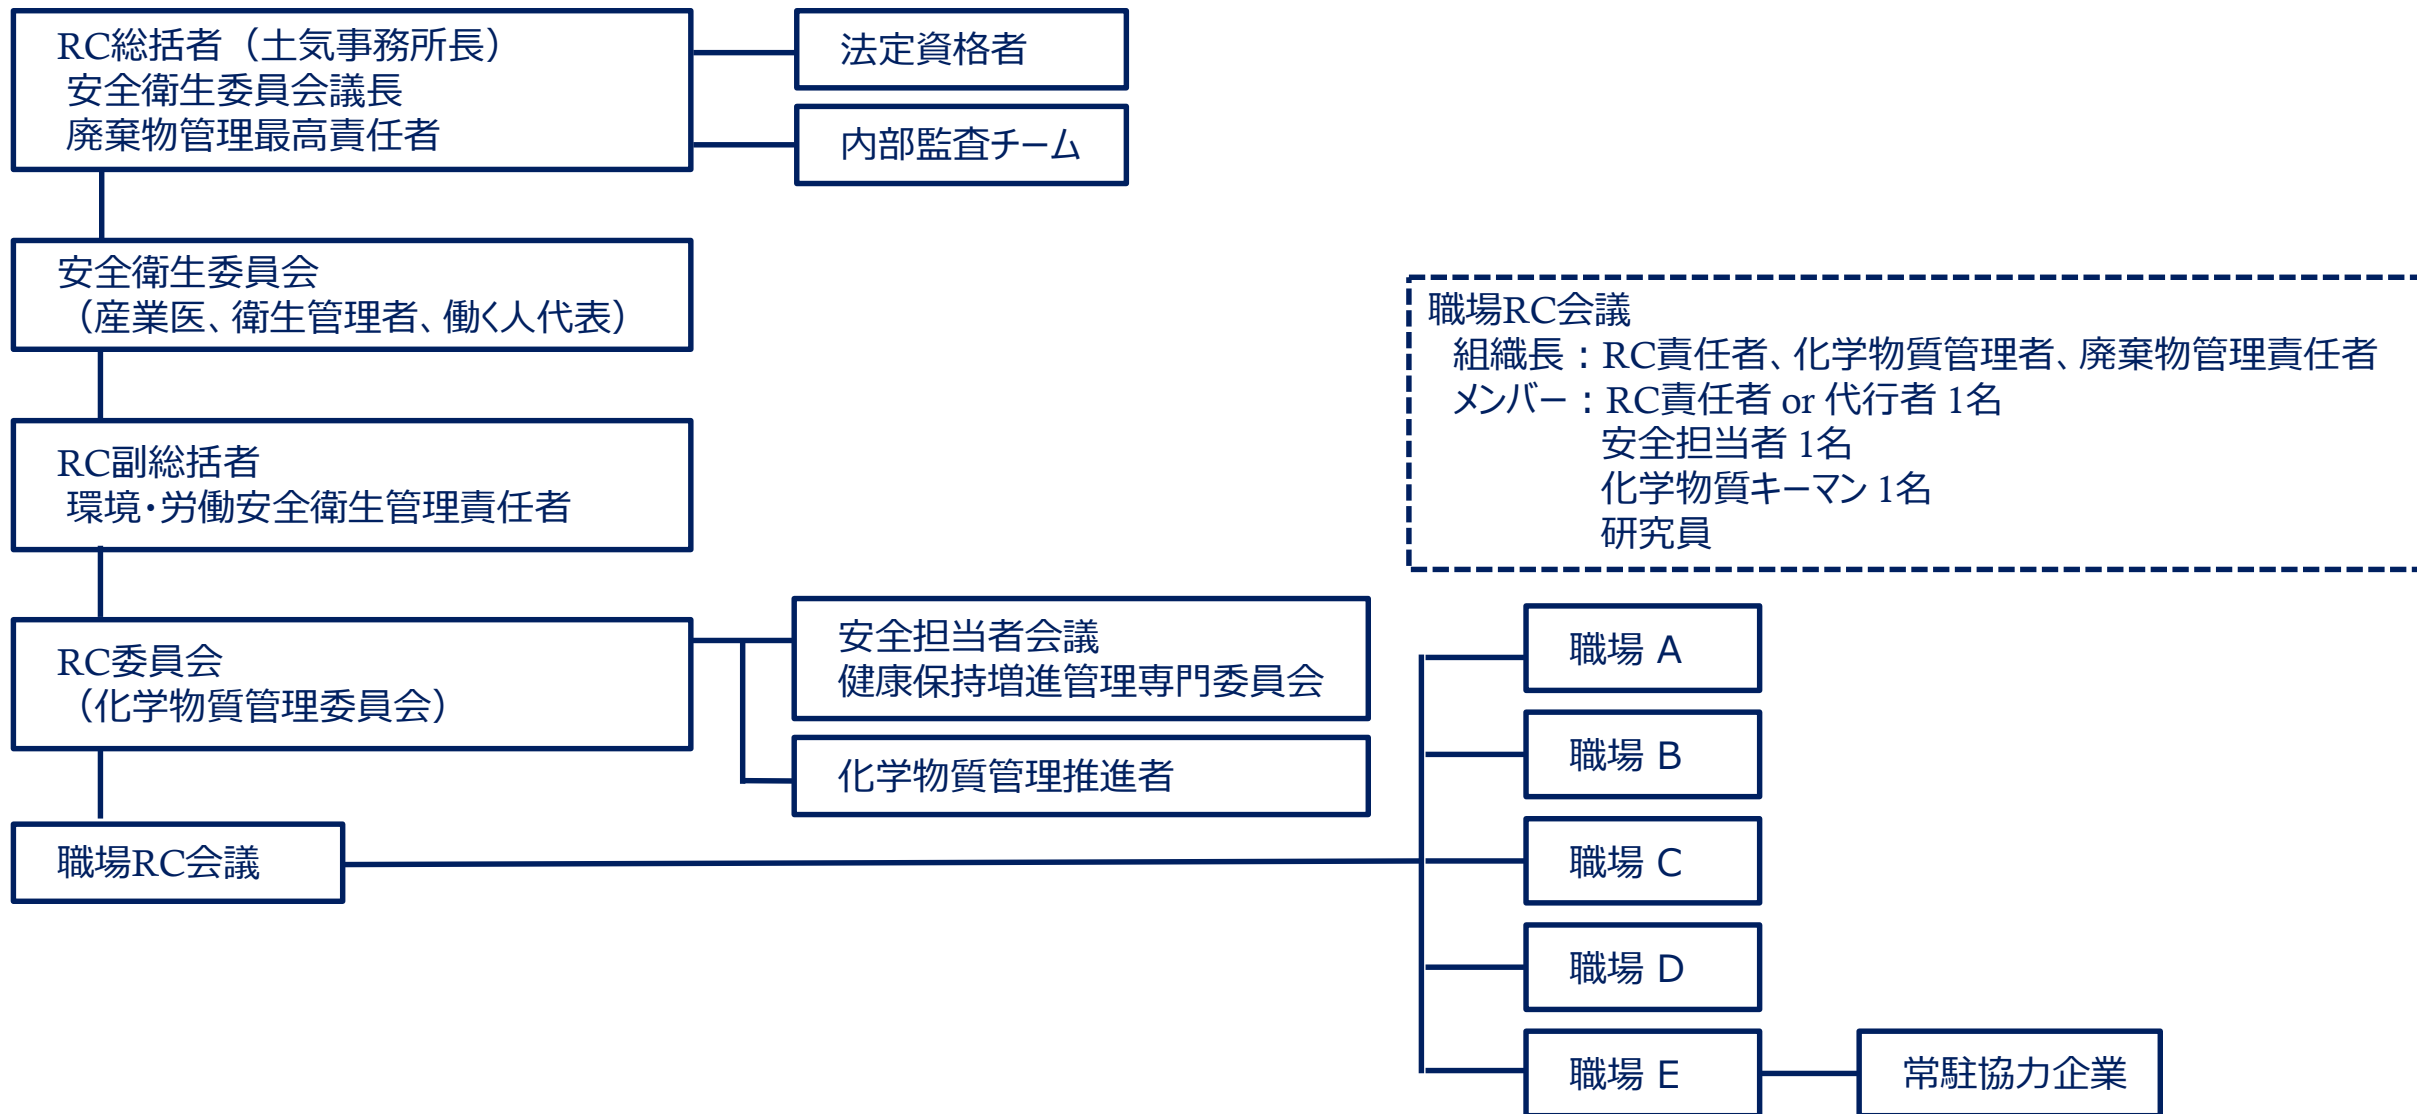 RC総括者（土気事務所長）
安全衛生委員会議長
廃棄物管理最高責任者
法定資格者
内部監査チーム
安全衛生委員会
（産業医、衛生管理者、働く人代表）
職場RC会議
組織長：RC責任者、化学物質管理者、廃棄物管理責任者
メンバー：RC責任者 or 代行者 1名
安全担当者 1名
化学物質キーマン 1名
研究員
RC副総括者
環境・労働安全衛生管理責任者
RC委員会
（化学物質管理委員会）
安全担当者会議
健康保持増進管理専門委員会
化学物質管理推進者
職場RC会議
職場 A
職場 B
職場 C
職場 D
職場 E
常駐協力企業